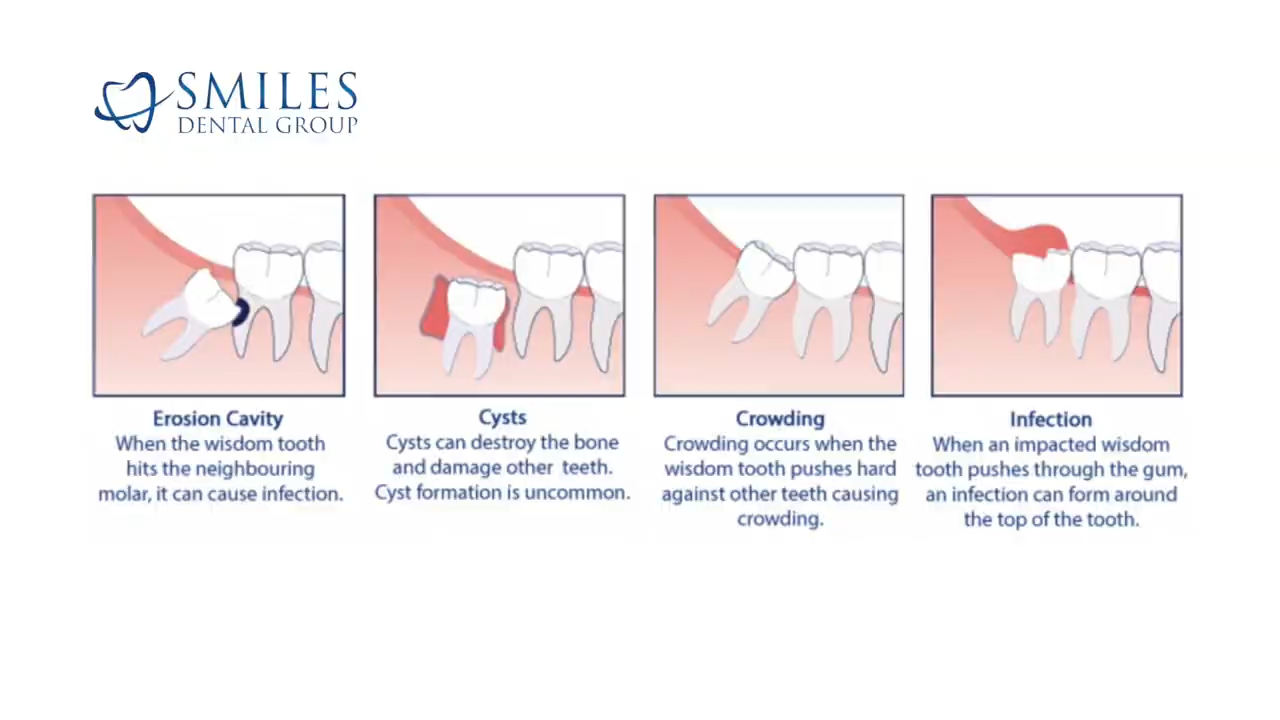 SMILES
DENTAL GROUP
Erosion Cavity
When the wisdom tooth
hits the neighbouring
molar, it can cause infection.
Cysts
Cysts can destroy the bone
and damage other teeth.
Cyst formation is uncommon.
Crowding
Crowding occurs when the
wisdom tooth pushes hard
against other teeth causing
crowding.
Infection
When an impacted wisdom
tooth pushes through the gum,
an infection can form around
the top of the tooth.